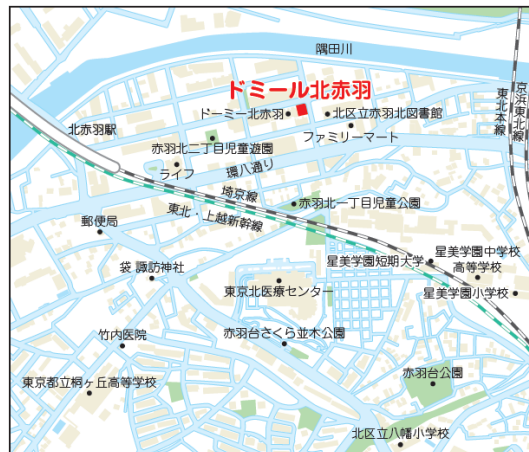 隅田川
ドミール北赤羽
ドーミー北赤羽
北区立赤羽北図書館
ファミリーマート
京浜東北線
東北本線
北赤羽駅
赤羽北二丁目児童遊園
ライフ
環八通り
埼京線
東北・上越新幹線
赤羽北一丁目児童公園
郵便局
袋 諏訪神社
東京北医療センター
星美学園短期大学
星美学園中学校
高等学校
星美学園小学校
竹内医院
赤羽台さくら並木公園
東京都立桐ヶ丘高等学校
赤羽台公園
北区立八幡小学校